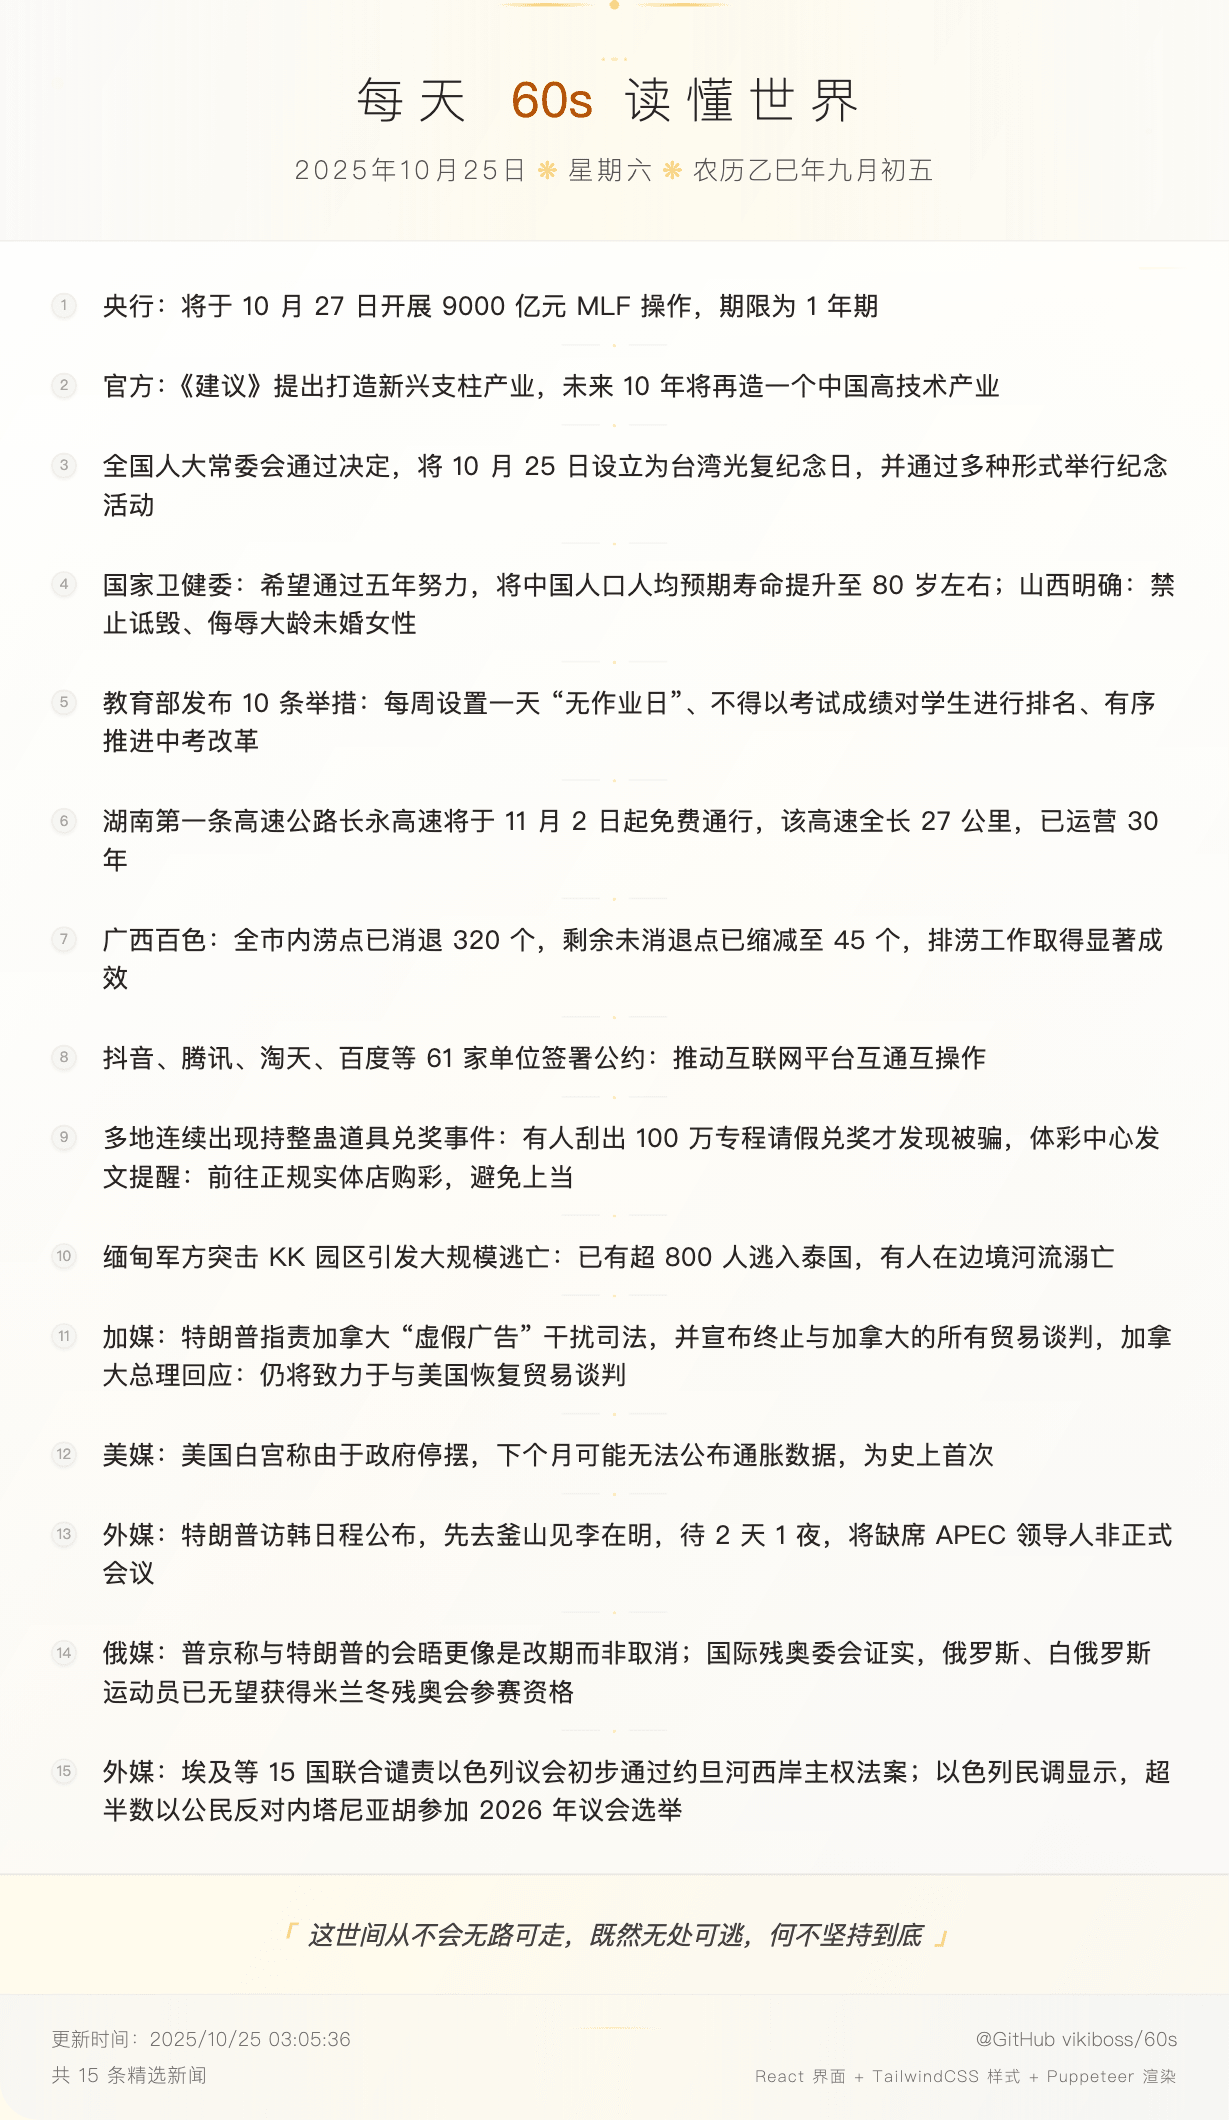 每天 60s 读懂世界
2025年10月25日 ❋ 星期六 ❋ 农历乙巳年九月初五
1 央行：将于 10 月 27 日开展 9000 亿元 MLF 操作，期限为 1 年期
2 官方：《建议》提出打造新兴支柱产业，未来 10 年将再造一个中国高技术产业
3 全国人大常委会通过决定，将 10 月 25 日设立为台湾光复纪念日，并通过多种形式举行纪念
活动
4 国家卫健委：希望通过五年努力，将中国人口人均预期寿命提升至 80 岁左右；山西明确：禁
止诋毁、侮辱大龄未婚女性
5 教育部发布 10 条举措：每周设置一天 “无作业日”、不得以考试成绩对学生进行排名、有序
推进中考改革
6 湖南第一条高速公路长永高速将于 11 月 2 日起免费通行，该高速全长 27 公里，已运营 30
年
7 广西百色：全市内涝点已消退 320 个，剩余未消退点已缩减至 45 个，排涝工作取得显著成
效
8 抖音、腾讯、淘天、百度等 61 家单位签署公约：推动互联网平台互通互操作
9 多地连续出现持整蛊道具兑奖事件：有人刮出 100 万专程请假兑奖才发现被骗，体彩中心发
文提醒：前往正规实体店购彩，避免上当
10 缅甸军方突击 KK 园区引发大规模逃亡：已有超 800 人逃入泰国，有人在边境河流溺亡
11 加媒：特朗普指责加拿大 “虚假广告” 干扰司法，并宣布终止与加拿大的所有贸易谈判，加拿
大总理回应：仍将致力于与美国恢复贸易谈判
12 美媒：美国白宫称由于政府停摆，下个月可能无法公布通胀数据，为史上首次
13 外媒：特朗普访韩日程公布，先去釜山见李在明，待 2 天 1 夜，将缺席 APEC 领导人非正式
会议
14 俄媒：普京称与特朗普的会晤更像是改期而非取消；国际残奥委会证实，俄罗斯、白俄罗斯
运动员已无望获得米兰冬残奥会参赛资格
15 外媒：埃及等 15 国联合谴责以色列议会初步通过约旦河西岸主权法案；以色列民调显示，超
半数以公民反对内塔尼亚胡参加 2026 年议会选举
「 这世间从不会无路可走，既然无处可逃，何不坚持到底 」
更新时间：2025/10/25 03:05:36
@GitHub vikiboss/60s
共 15 条精选新闻
React 界面 + TailwindCSS 样式 + Puppeteer 渲染